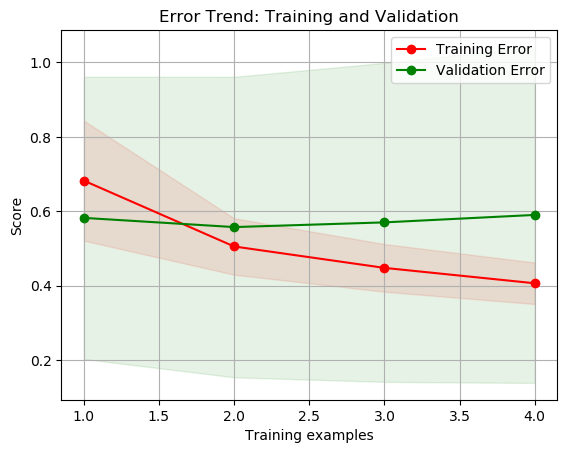 Error Trend: Training and Validation
Training Error
Validation Error
Score
1.0
0.8
0.6
0.4
0.2
1.0 1.5 2.0 2.5 3.0 3.5 4.0
Training examples